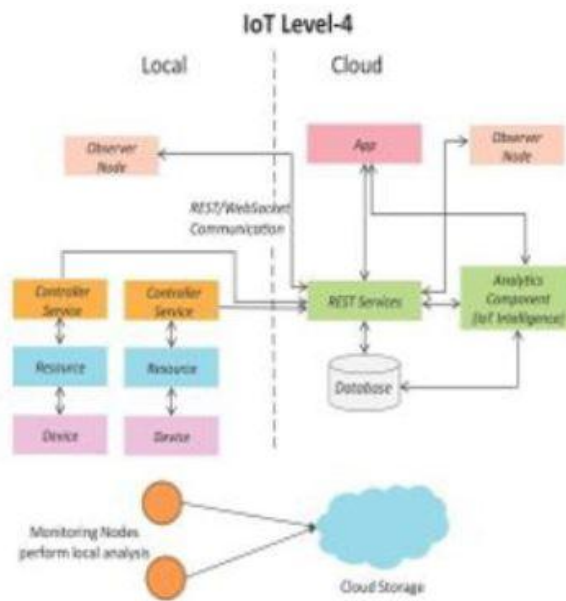 IoT Level-4
Local
Cloud
Observer
Node
App
Observer
Node
REST/WebSocket
Communication
Controller
Service
Controller
Service
REST Services
Analytics
Component
(IoT Intelligence)
Resource
Resource
Database
Device
Device
Monitoring Nodes
perform local analysis
Cloud Storage